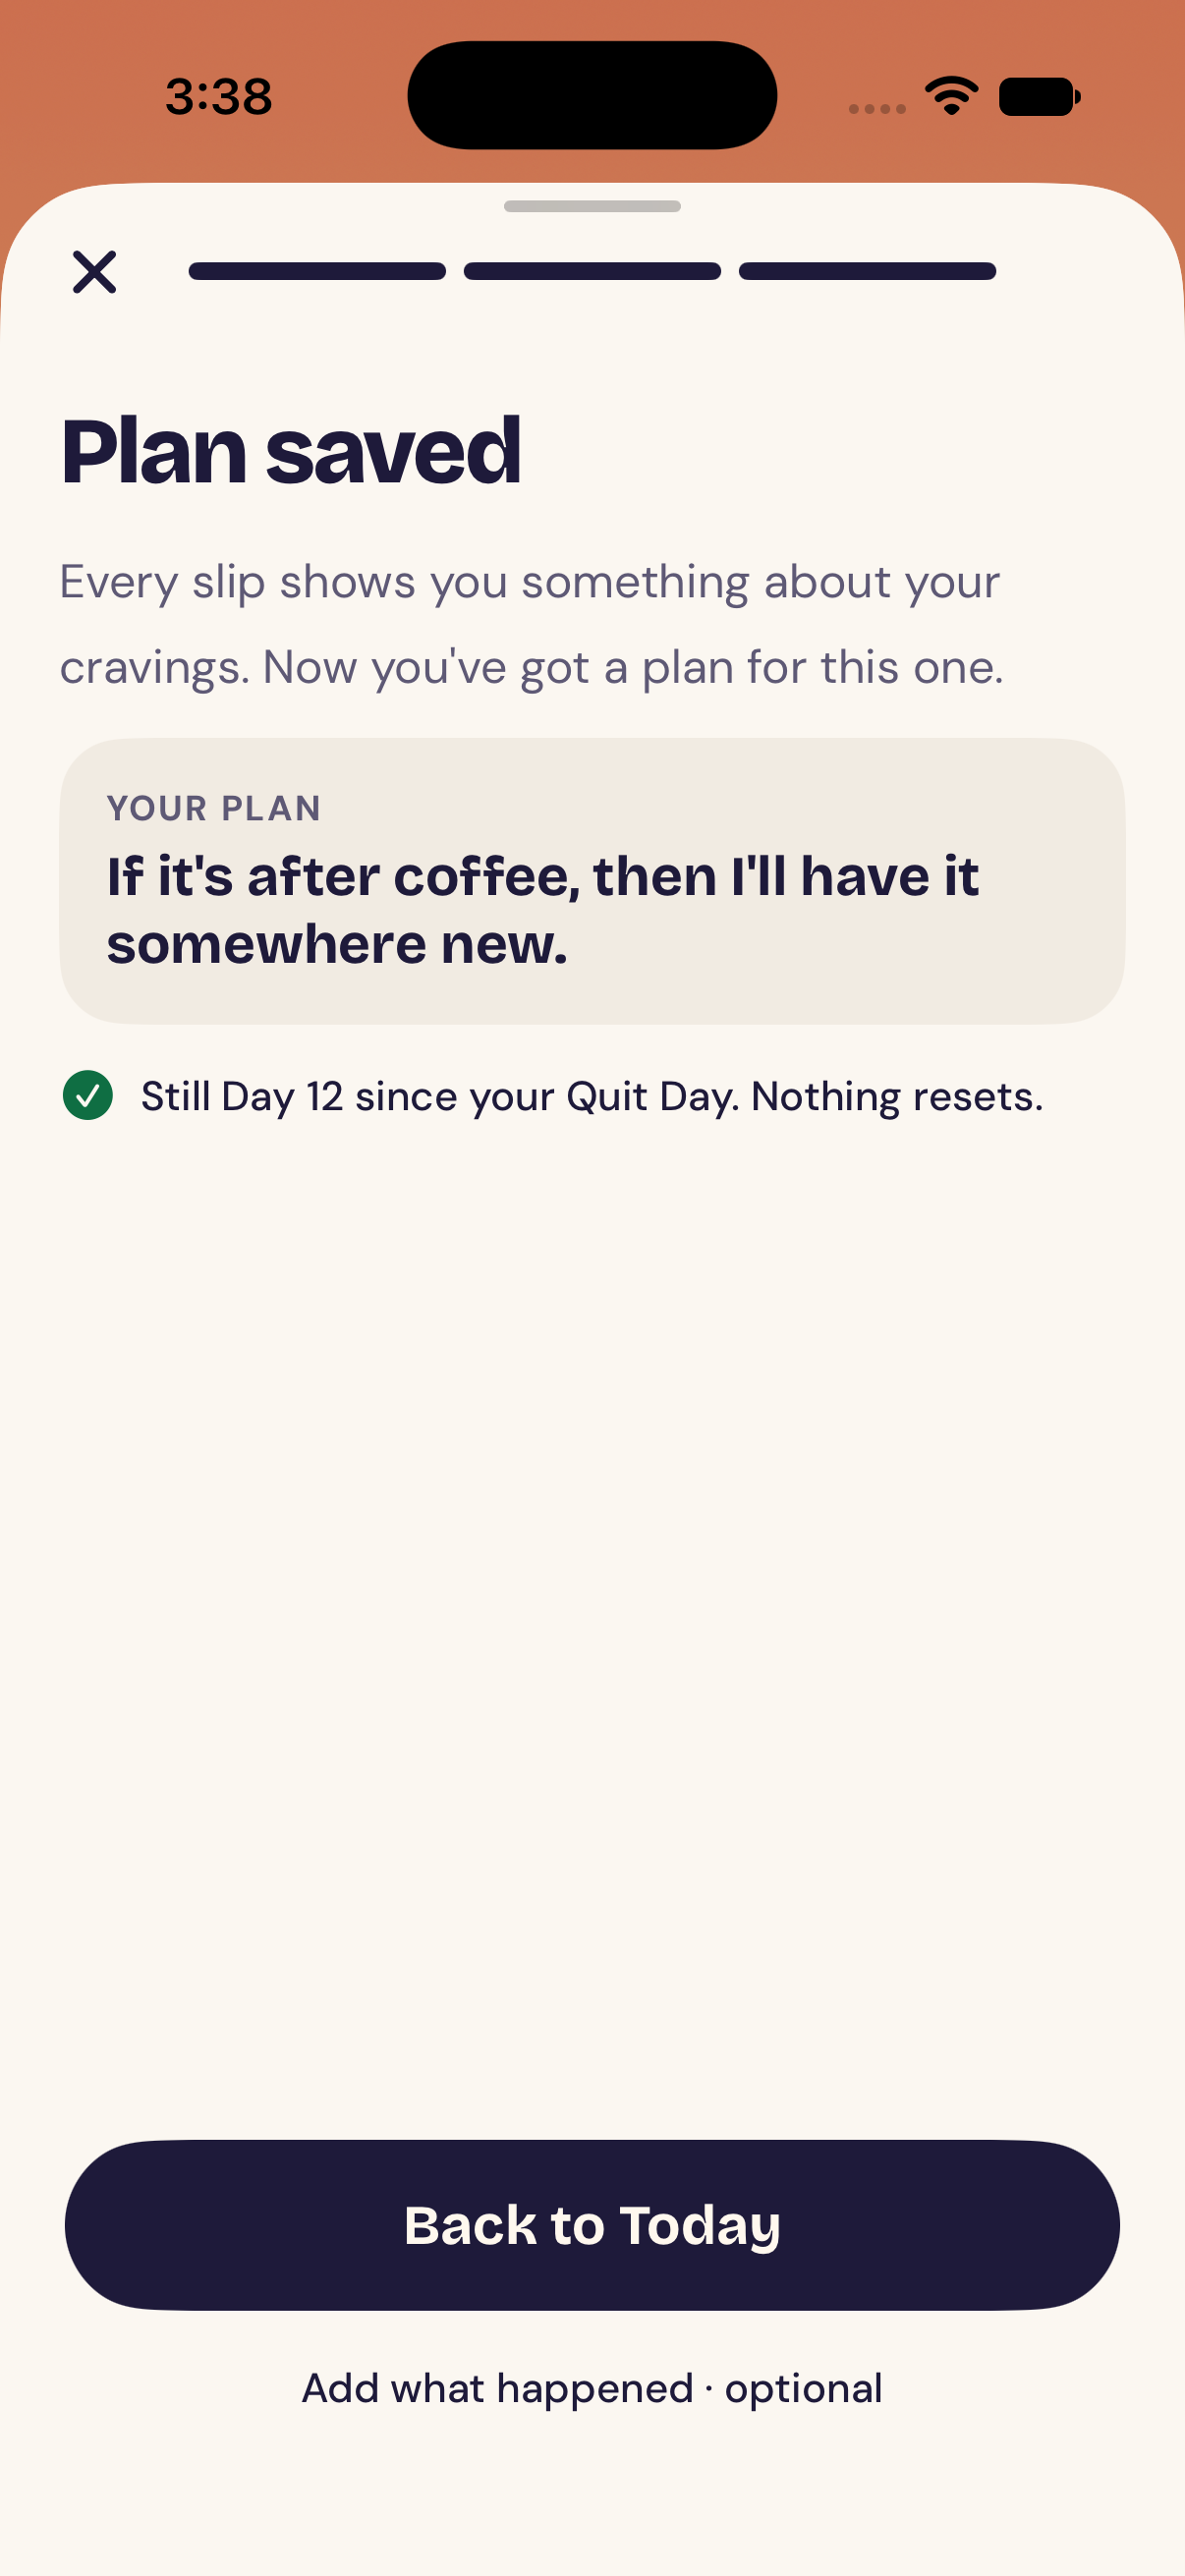 3:38
Plan saved
Every slip shows you something about your
cravings. Now you've got a plan for this one.
YOUR PLAN
If it's after coffee, then I'll have it
somewhere new.
Still Day 12 since your Quit Day. Nothing resets.
Back to Today
Add what happened · optional